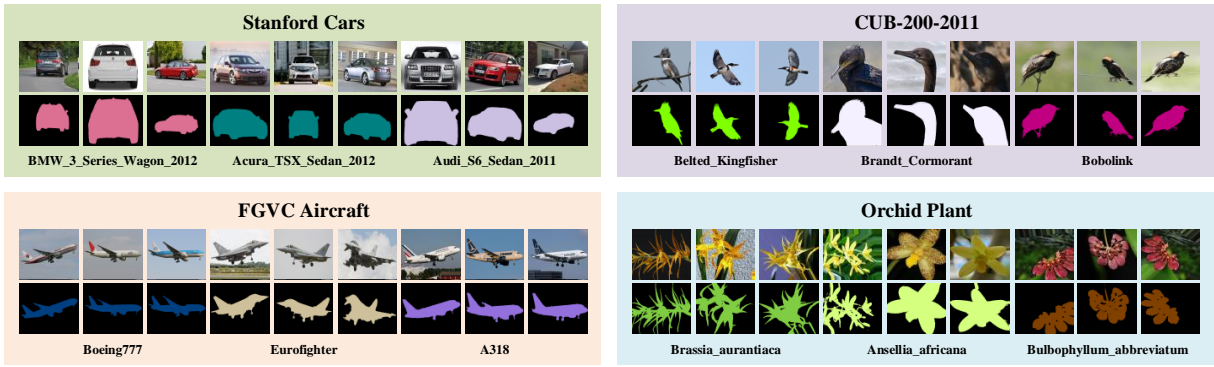 Stanford Cars
BMW_3_Series_Wagon_2012 Acura_TSX_Sedan_2012 Audi_S6_Sedan_2011
CUB-200-2011
Belted_Kingfisher Brandt_Cormorant Bobolink
FGVC Aircraft
Boeing777 Eurofighter A318
Orchid Plant
Brassia_aurantiaca Ansellia_africana Bulbophyllum_abbreviatum